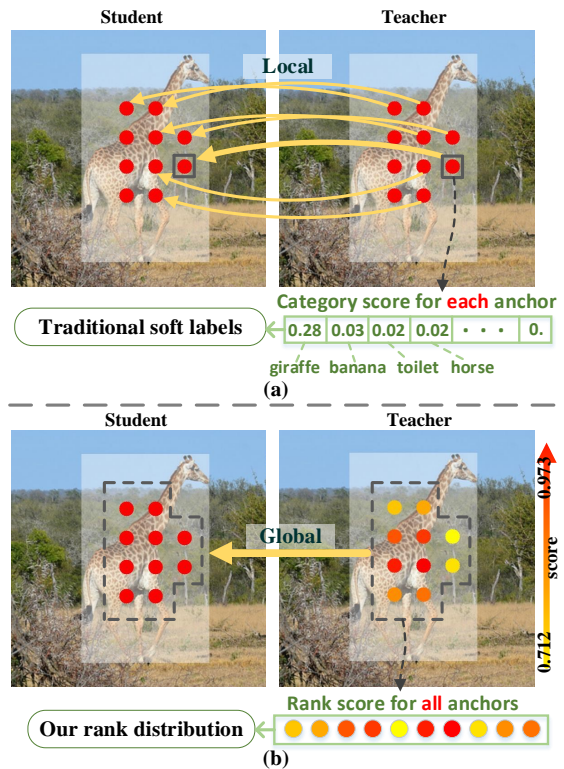 Student Teacher
Local
Category score for each anchor
Traditional soft labels
0.28 0.03 0.02 0.02 · · · 0.
giraffe banana toilet horse
(a)
Student Teacher
Global
0.973
score
0.712
Rank score for all anchors
Our rank distribution
(b)